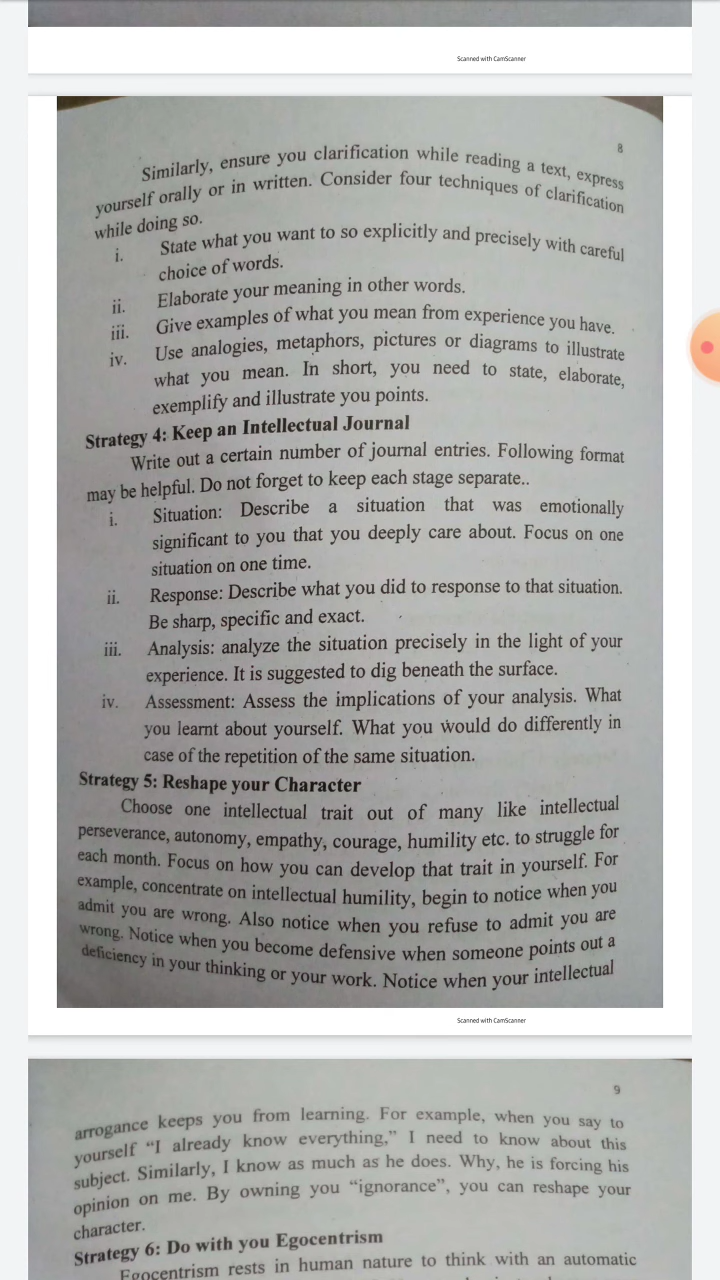 Scanned with CamScanner
8
Similarly, ensure you clarification while reading a text, express
yourself orally or in written. Consider four techniques of clarification
while doing so.
i. State what you want to so explicitly and precisely with careful
choice of words.
ii. Elaborate your meaning in other words.
iii. Give examples of what you mean from experience you have.
iv. Use analogies, metaphors, pictures or diagrams to illustrate
what you mean. In short, you need to state, elaborate,
exemplify and illustrate you points.
Strategy 4: Keep an Intellectual Journal
Write out a certain number of journal entries. Following format
may be helpful. Do not forget to keep each stage separate..
i. Situation: Describe a situation that was emotionally
significant to you that you deeply care about. Focus on one
situation on one time.
ii. Response: Describe what you did to response to that situation.
Be sharp, specific and exact.
iii. Analysis: analyze the situation precisely in the light of your
experience. It is suggested to dig beneath the surface.
iv. Assessment: Assess the implications of your analysis. What
you learnt about yourself. What you would do differently in
case of the repetition of the same situation.
Strategy 5: Reshape your Character
Choose one intellectual trait out of many like intellectual
perseverance, autonomy, empathy, courage, humility etc. to struggle for
each month. Focus on how you can develop that trait in yourself. For
example, concentrate on intellectual humility, begin to notice when you
admit you are wrong. Also notice when you refuse to admit you are
wrong. Notice when you become defensive when someone points out a
deficiency in your thinking or your work. Notice when your intellectual
Scanned with CamScanner
9
arrogance keeps you from learning. For example, when you say to
yourself “I already know everything,” I need to know about this
subject. Similarly, I know as much as he does. Why, he is forcing his
opinion on me. By owning you “ignorance”, you can reshape your
character.
Strategy 6: Do with you Egocentrism
Egocentrism rests in human nature to think with an automatic